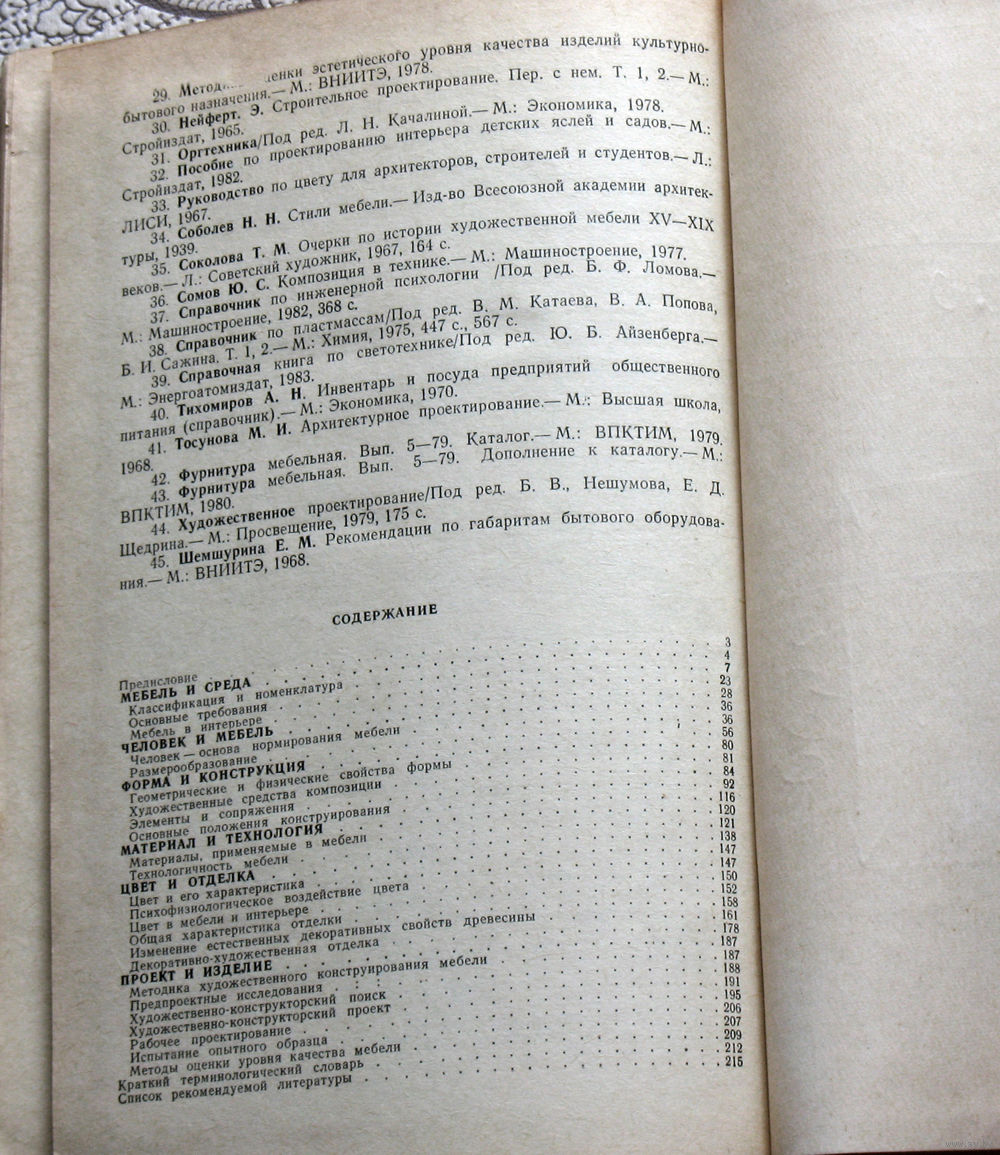 29. Метод... ...енки эстетического уровня качества изделий культурно-
бытового назначения.— М.: ВНИИТЭ, 1978.
30. Нейферт. Э. Строительное проектирование. Пер. с нем. Т. 1, 2.— М.:
Стройиздат, 1965.
31. Оргтехника/Под ред. Л. Н. Качалиной.— М.: Экономика, 1978.
32. Пособие по проектированию интерьера детских яслей и садов.— М.:
Стройиздат, 1982.
33. Руководство по цвету для архитекторов, строителей и студентов.— Л.:
ЛИСИ, 1967.
34. Соболев Н. Н. Стили мебели.— Изд-во Всесоюзной академии архитек-
туры, 1939.
35. Соколова Т. М. Очерки по истории художественной мебели XV—XIX
веков.— Л.: Советский художник, 1967, 164 с.
36. Сомов Ю. С. Композиция в технике.— М.: Машиностроение, 1977.
37. Справочник по инженерной психологии /Под ред. Б. Ф. Ломова.—
М.: Машиностроение, 1982, 368 с.
38. Справочник по пластмассам/Под ред. В. М. Катаева, В. А. Попова,
Б. И. Сажина. Т. 1, 2.— М.: Химия, 1975, 447 с., 567 с.
39. Справочная книга по светотехнике/Под ред. Ю. Б. Айзенберга.—
М.: Энергоатомиздат, 1983.
40. Тихомиров А. Н. Инвентарь и посуда предприятий общественного
питания (справочник).— М.: Экономика, 1970.
41. Тосунова М. И. Архитектурное проектирование.— М.: Высшая школа,
1968.
42. Фурнитура мебельная. Вып. 5—79. Каталог.— М.: ВПКТИМ, 1979.
43. Фурнитура мебельная. Вып. 5—79. Дополнение к каталогу.— М.:
ВПКТИМ, 1980.
44. Художественное проектирование/Под ред. Б. В., Нешумова, Е. Д.
Щедрина.— М.: Просвещение, 1979, 175 с.
45. Шемшурина Е. М. Рекомендации по габаритам бытового оборудова-
ния.— М.: ВНИИТЭ, 1968.
СОДЕРЖАНИЕ
Предисловие 3
МЕБЕЛЬ И СРЕДА 4
Классификация и номенклатура 7
Основные требования 23
Мебель в интерьере 28
ЧЕЛОВЕК И МЕБЕЛЬ 36
Человек — основа нормирования мебели 36
Размерообразование 56
ФОРМА И КОНСТРУКЦИЯ 80
Геометрические и физические свойства формы 81
Художественные средства композиции 84
Элементы и сопряжения 92
Основные положения конструирования 116
МАТЕРИАЛ И ТЕХНОЛОГИЯ 120
Материалы, применяемые в мебели 121
Технологичность мебели 138
ЦВЕТ И ОТДЕЛКА 147
Цвет и его характеристика 147
Психофизиологическое воздействие цвета 150
Цвет в мебели и интерьере 152
Общая характеристика отделки 158
Изменение естественных декоративных свойств древесины 161
Декоративно-художественная отделка 178
ПРОЕКТ И ИЗДЕЛИЕ 187
Методика художественного конструирования мебели 187
Предпроектные исследования 188
Художественно-конструкторский поиск 191
Художественно-конструкторский проект 195
Рабочее проектирование 206
Испытание опытного образца 207
Методы оценки уровня качества мебели 209
Краткий терминологический словарь 212
Список рекомендуемой литературы 215